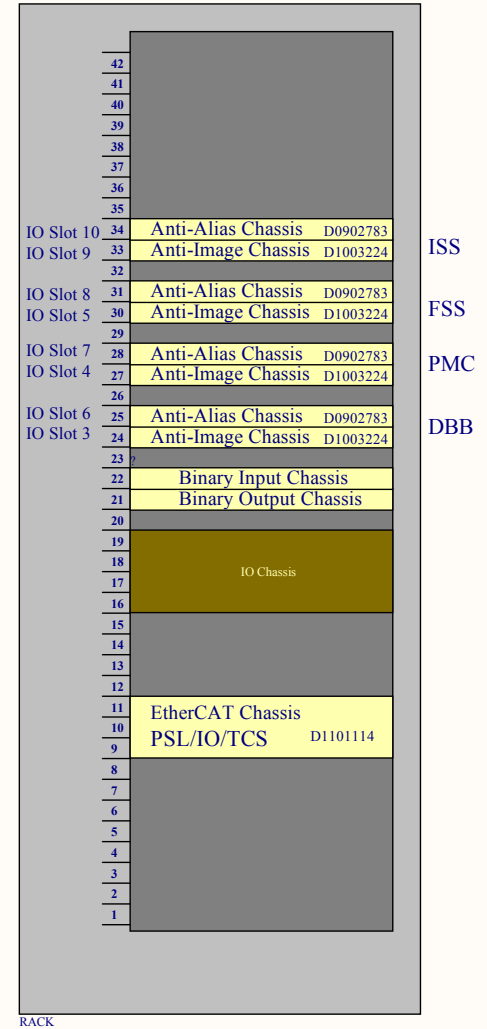 42
41
40
39
38
37
36
35
IO Slot 10 34 Anti-Alias Chassis D0902783
IO Slot 9 33 Anti-Image Chassis D1003224 ISS
32
IO Slot 8 31 Anti-Alias Chassis D0902783
IO Slot 5 30 Anti-Image Chassis D1003224 FSS
29
IO Slot 7 28 Anti-Alias Chassis D0902783
IO Slot 4 27 Anti-Image Chassis D1003224 PMC
26
IO Slot 6 25 Anti-Alias Chassis D0902783
IO Slot 3 24 Anti-Image Chassis D1003224 DBB
23 ?
22 Binary Input Chassis
21 Binary Output Chassis
20
19
18 IO Chassis
17
16
15
14
13
12
11 EtherCAT Chassis
10 PSL/IO/TCS D1101114
9
8
7
6
5
4
3
2
1
RACK